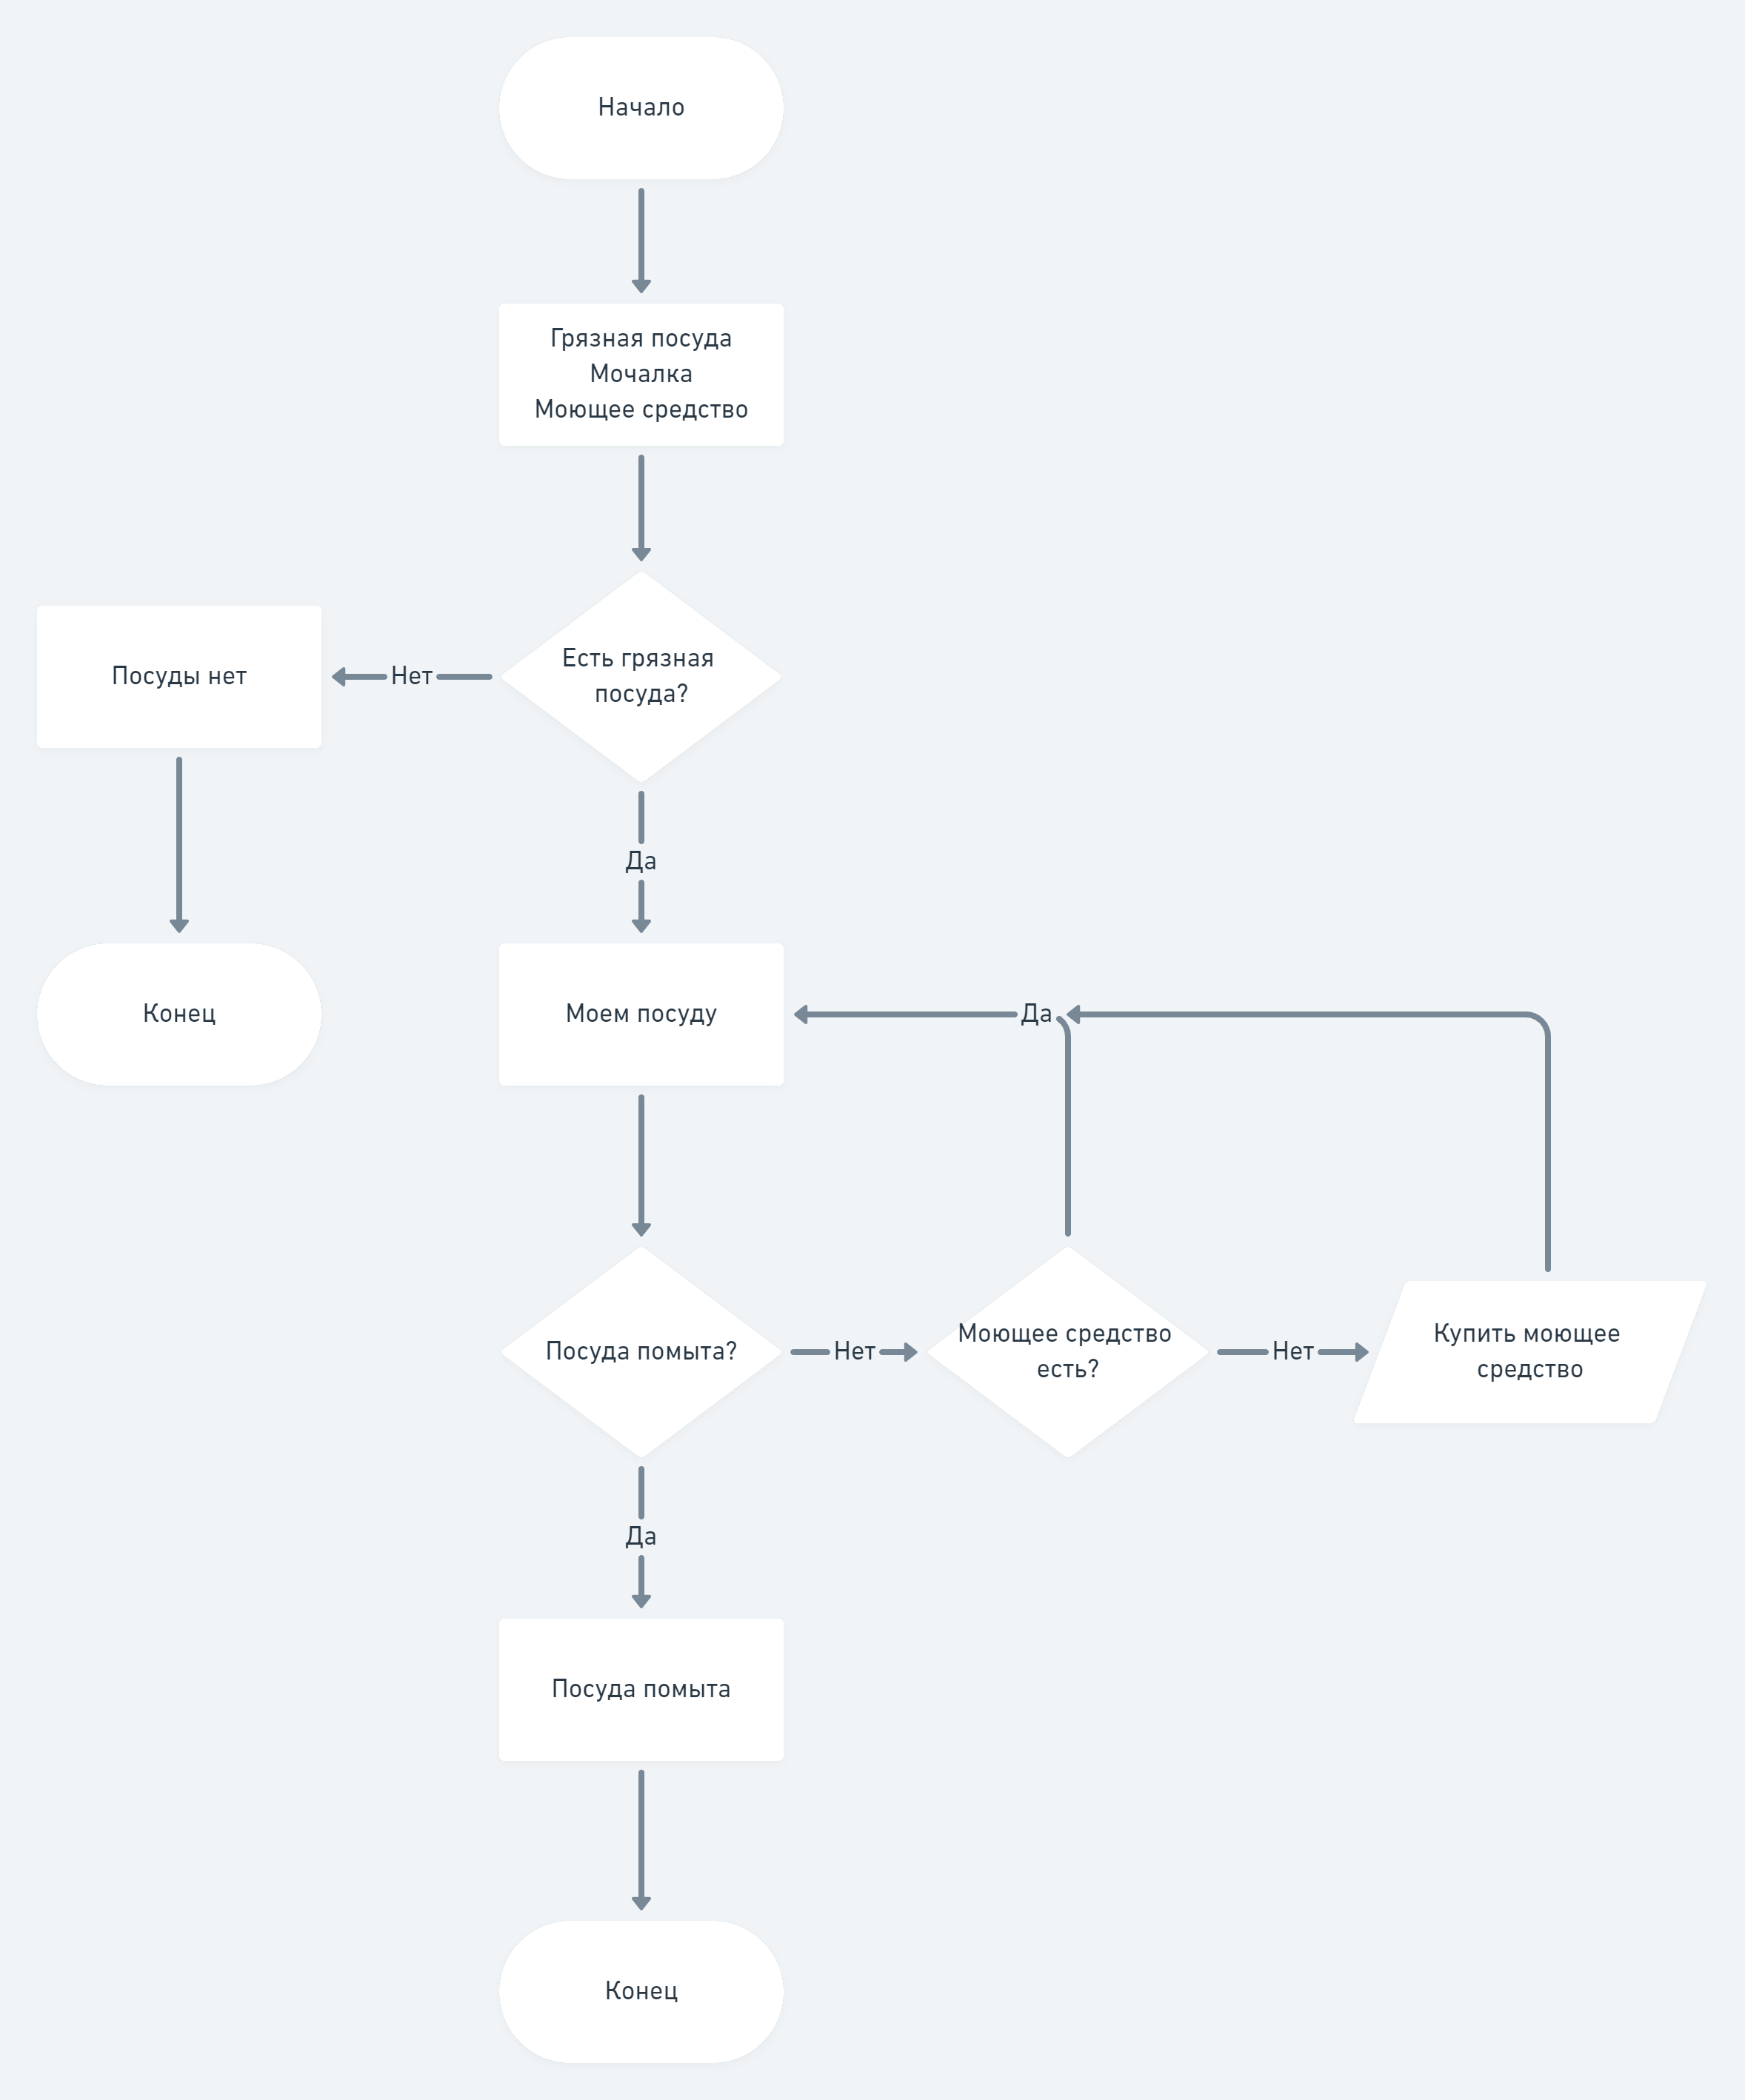 Начало
Грязная посуда
Мочалка
Моющее средство
Есть грязная
посуда?
Нет
Посуды нет
Да
Конец
Моем посуду
Да
Посуда помыта?
Нет
Моющее средство
есть?
Нет
Купить моющее
средство
Да
Посуда помыта
Конец